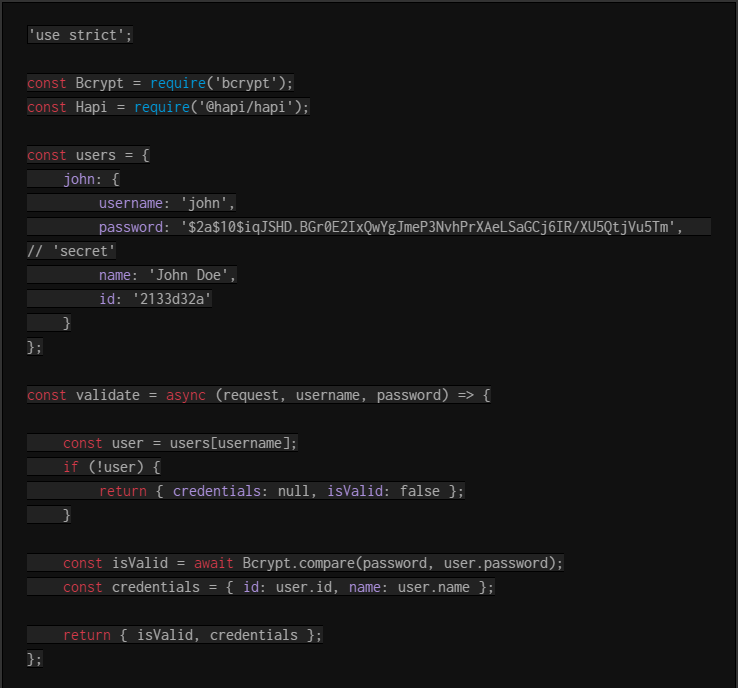 'use strict';
const Bcrypt = require('bcrypt');
const Hapi = require('@hapi/hapi');
const users = {
john: {
username: 'john',
password: '$2a$10$iqJSHD.BGr0E2IxQwYgJmeP3NvhPrXAeLSaGCj6IR/XU5QtjVu5Tm',
// 'secret'
name: 'John Doe',
id: '2133d32a'
}
};
const validate = async (request, username, password) => {
const user = users[username];
if (!user) {
return { credentials: null, isValid: false };
}
const isValid = await Bcrypt.compare(password, user.password);
const credentials = { id: user.id, name: user.name };
return { isValid, credentials };
};